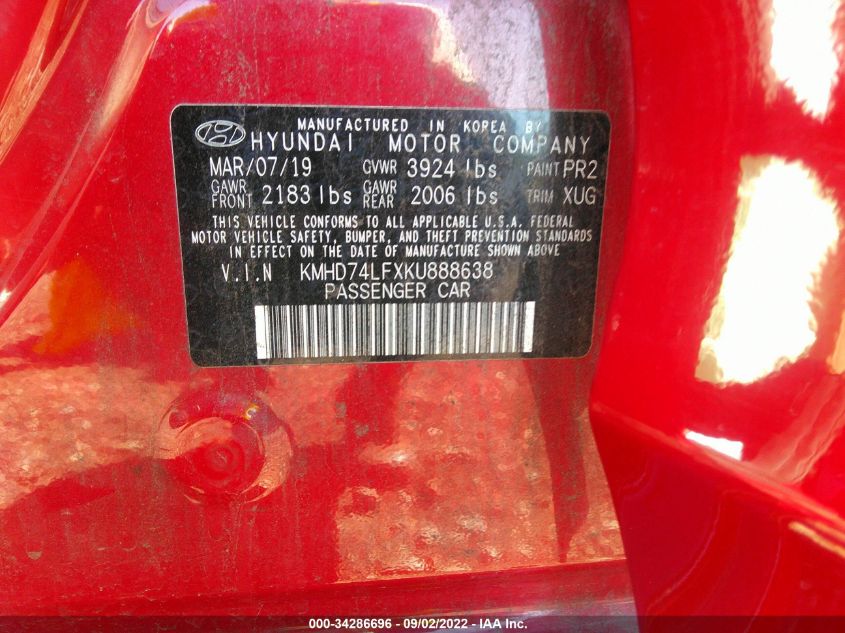 MANUFACTURED IN KOREA BY
HYUNDAI MOTOR COMPANY
MAR/07/19 GVWR 3924 lbs PAINT PR2
GAWR FRONT 2183 lbs GAWR REAR 2006 lbs TRIM XUG
THIS VEHICLE CONFORMS TO ALL APPLICABLE U.S.A. FEDERAL
MOTOR VEHICLE SAFETY, BUMPER, AND THEFT PREVENTION STANDARDS
IN EFFECT ON THE DATE OF MANUFACTURE SHOWN ABOVE
V.I.N KMHD74LFXKU888638
PASSENGER CAR
000-34286696 - 09/02/2022 - IAA Inc.